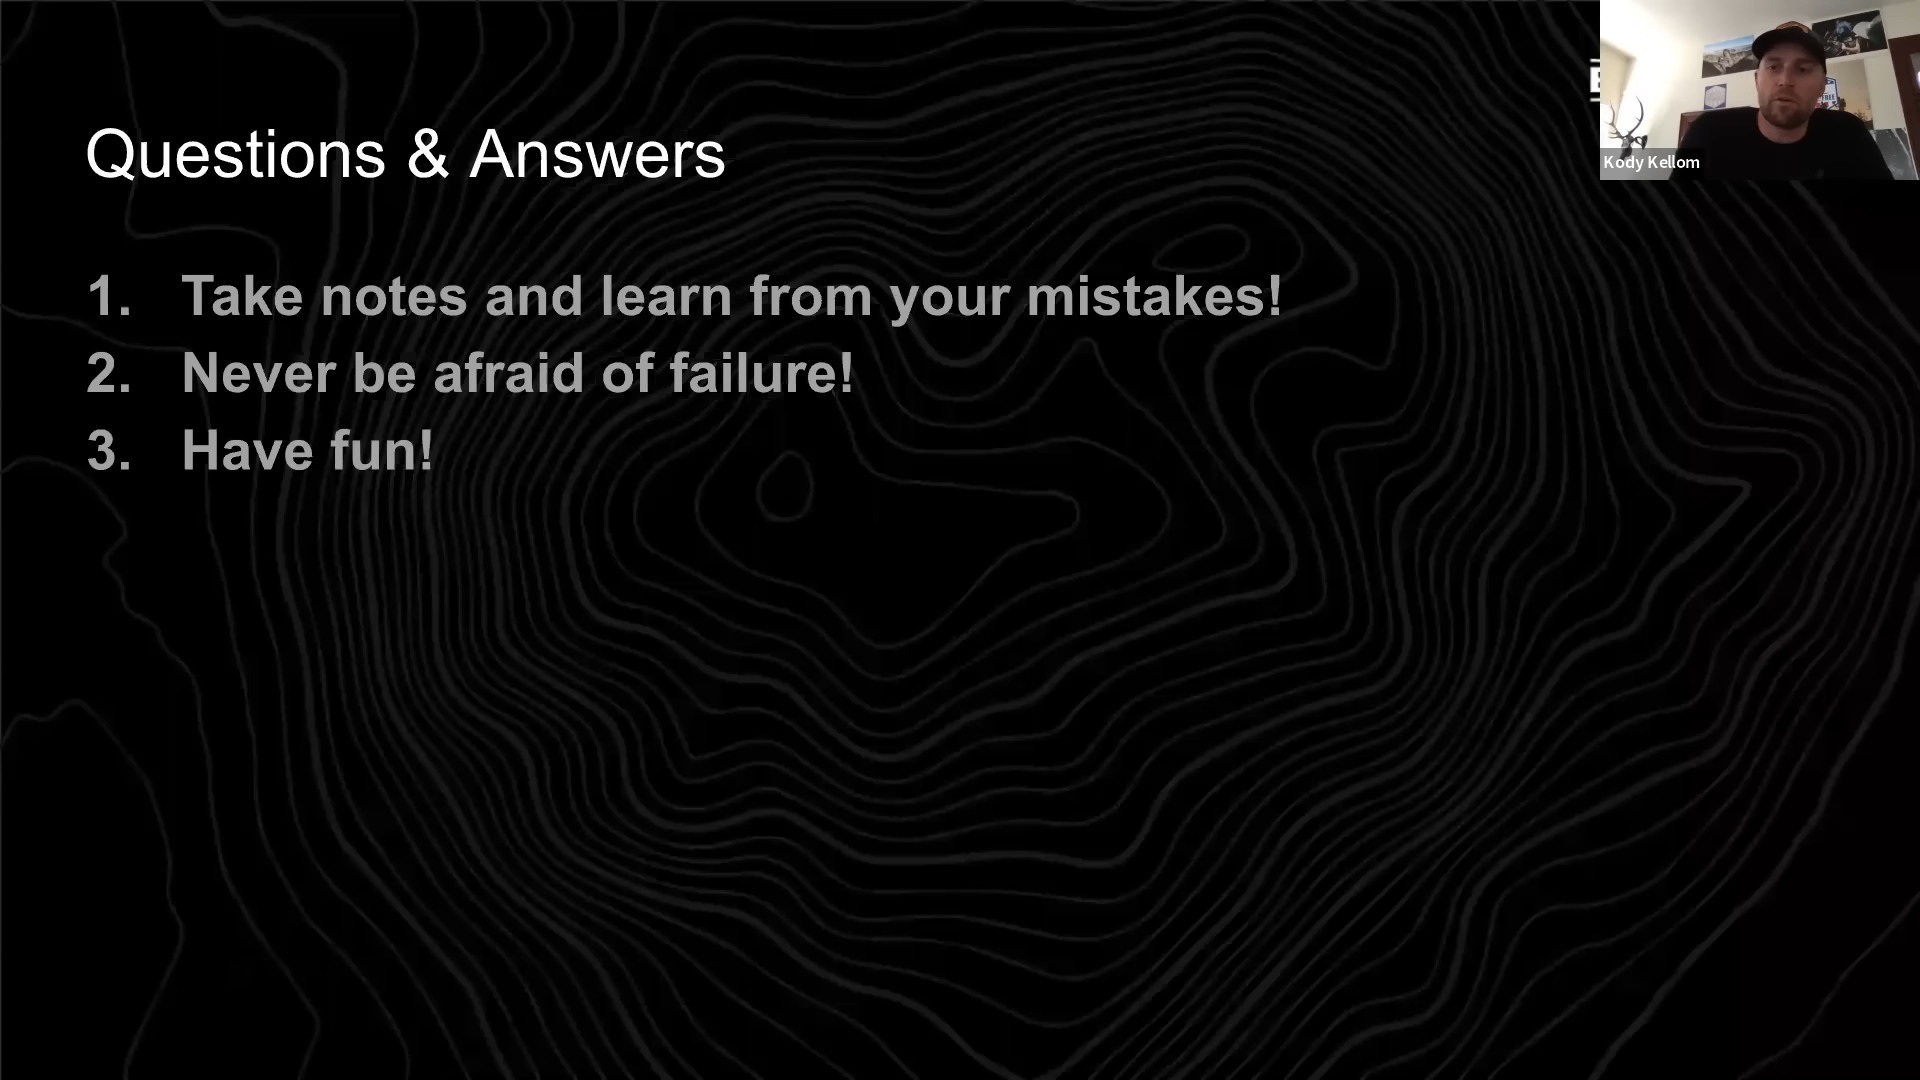 Questions & Answers
1. Take notes and learn from your mistakes!
2. Never be afraid of failure!
3. Have fun!
Kody Kellom